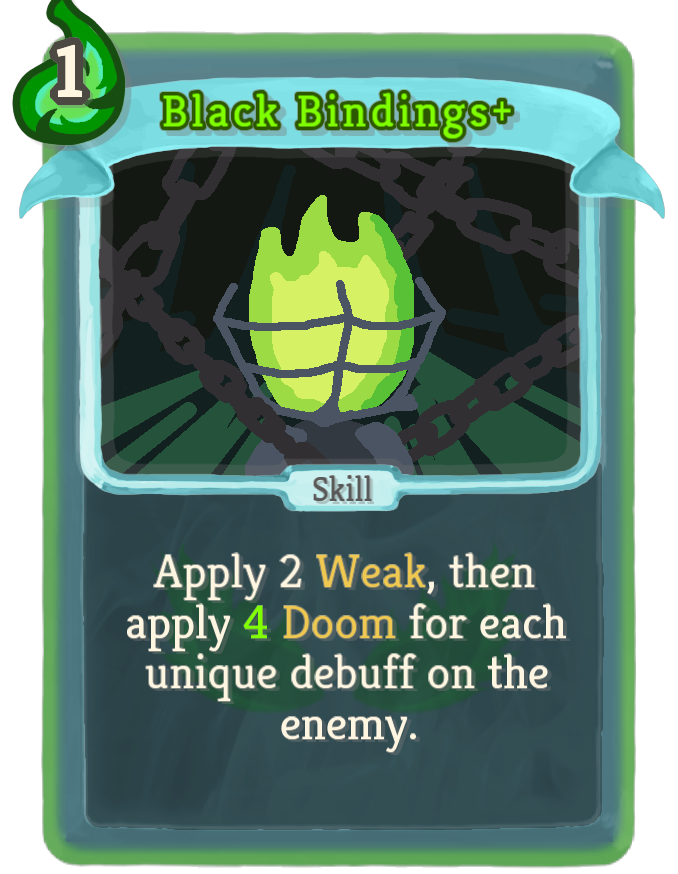 1
Black Bindings+
Skill
Apply 2 Weak, then
apply 4 Doom for each
unique debuff on the
enemy.